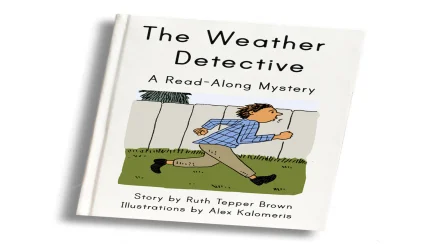 The Weather
Detective
A Read-Along Mystery
Story by Ruth Tepper Brown
Illustrations by Alex Kalomeris